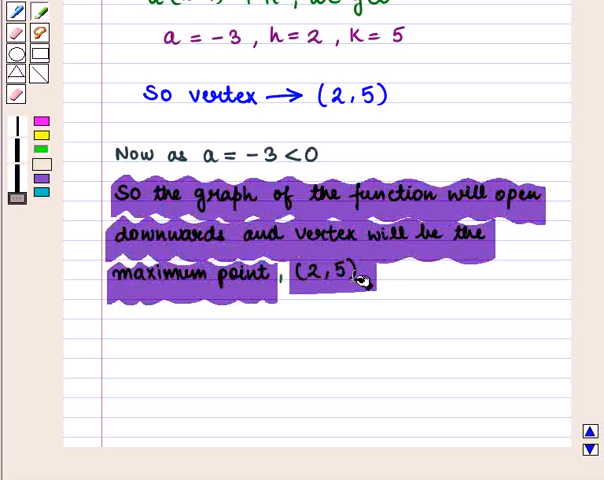 a = -3 , h = 2 , k = 5
So vertex → (2, 5)
Now as a = -3 < 0
So the graph of the function will open
downwards and vertex will be the
maximum point , (2, 5)